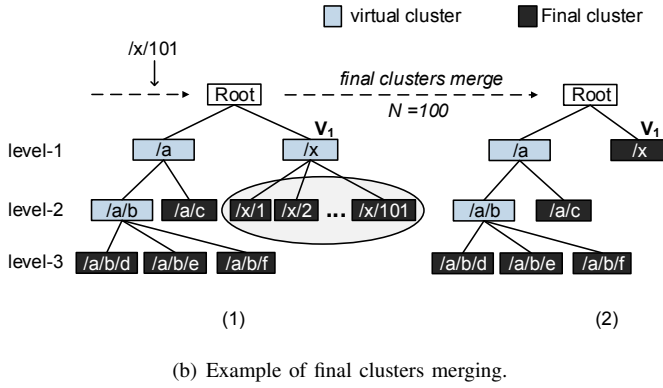 virtual cluster Final cluster
/x/101
Root final clusters merge Root
N =100
V1 V1
level-1 /a /x /a /x
level-2 /a/b /a/c /x/1 /x/2 ... /x/101 /a/b /a/c
level-3 /a/b/d /a/b/e /a/b/f /a/b/d /a/b/e /a/b/f
(1) (2)
(b) Example of final clusters merging.